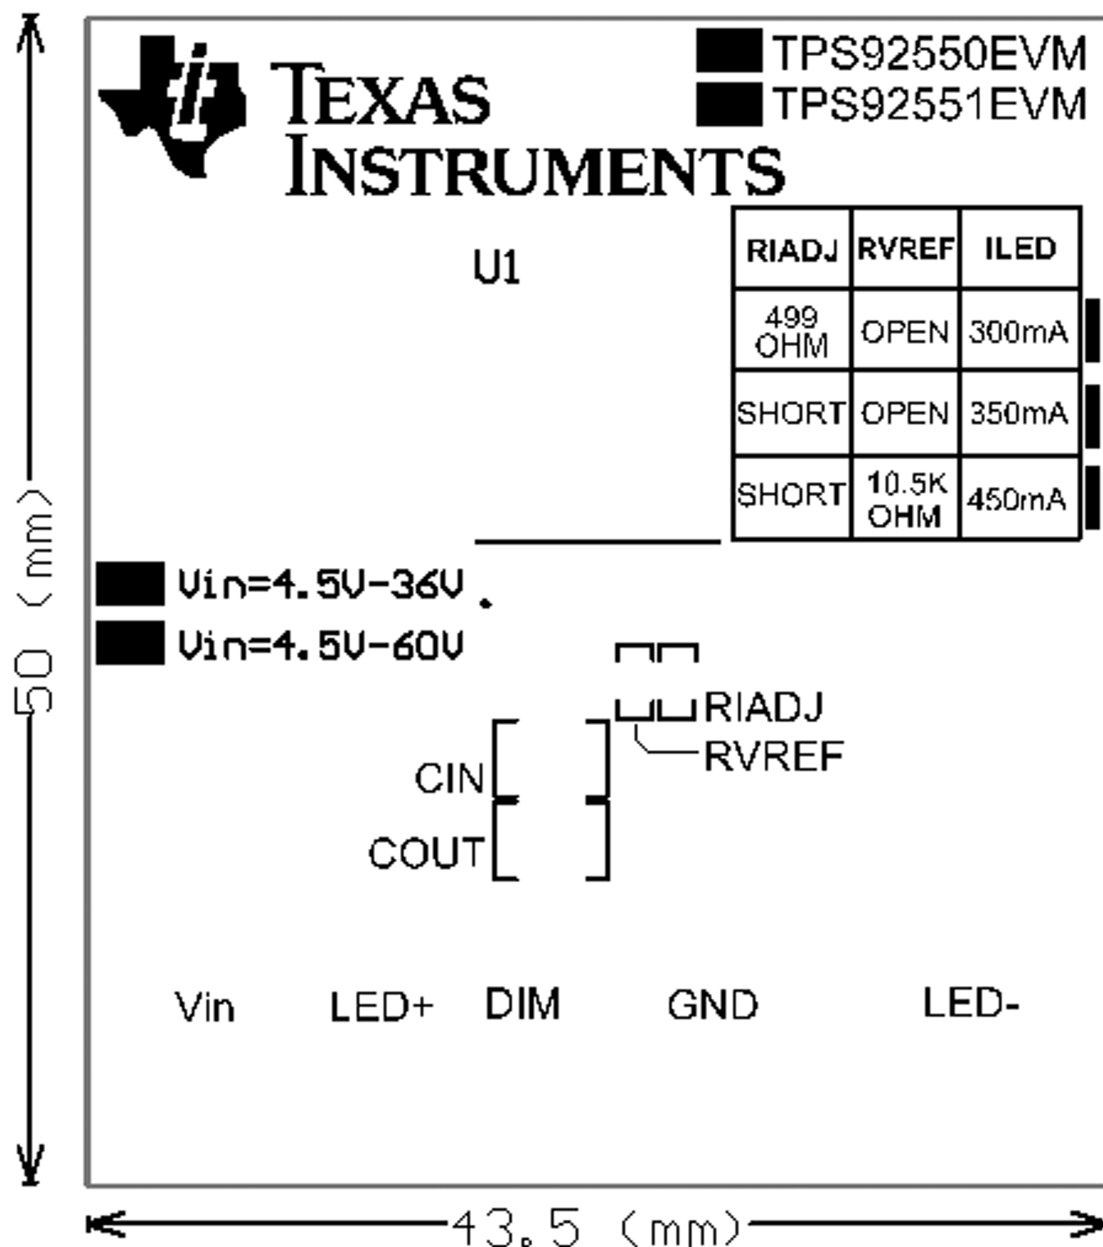 TEXAS
INSTRUMENTS
TPS92550EVM
TPS92551EVM
U1
RIADJ RVREF ILED
499 OHM OPEN 300mA
SHORT OPEN 350mA
SHORT 10.5K OHM 450mA
Vin=4.5V-36V
Vin=4.5V-60V
RIADJ
RVREF
CIN
COUT
Vin LED+ DIM GND LED-
50 (mm)
43.5 (mm)